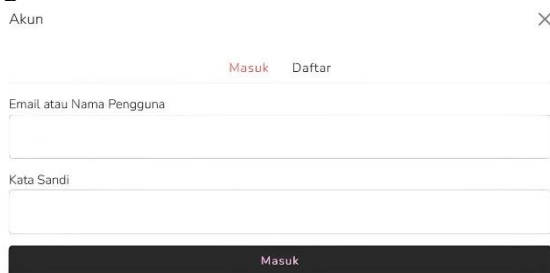 Akun
Masuk Daftar
Email atau Nama Pengguna
Kata Sandi
Masuk